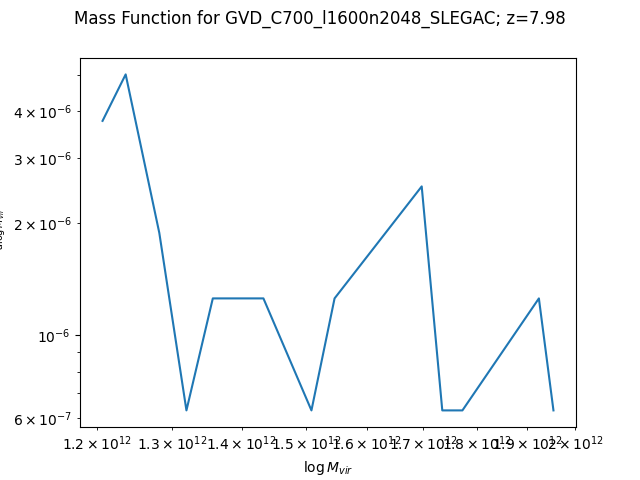 Mass Function for GVD_C700_l1600n2048_SLEGAC; z=7.98
4 × 10⁻⁶
3 × 10⁻⁶
2 × 10⁻⁶
10⁻⁶
6 × 10⁻⁷
1.2 × 10¹² 1.3 × 10¹² 1.4 × 10¹² 1.5 × 10¹² 1.6 × 10¹² 1.7 × 10¹² 1.8 × 10¹² 1.9 × 10¹² 2 × 10¹²
log M_vir